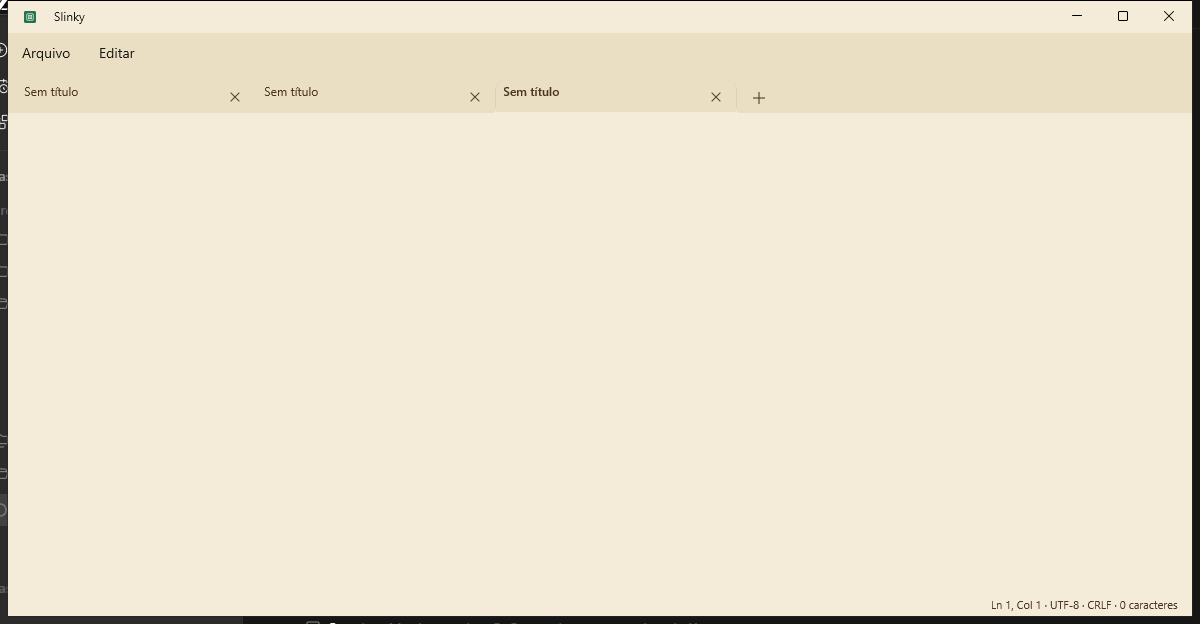 Slinky
Arquivo Editar
Sem título Sem título Sem título
Ln 1, Col 1 · UTF-8 · CRLF · 0 caracteres